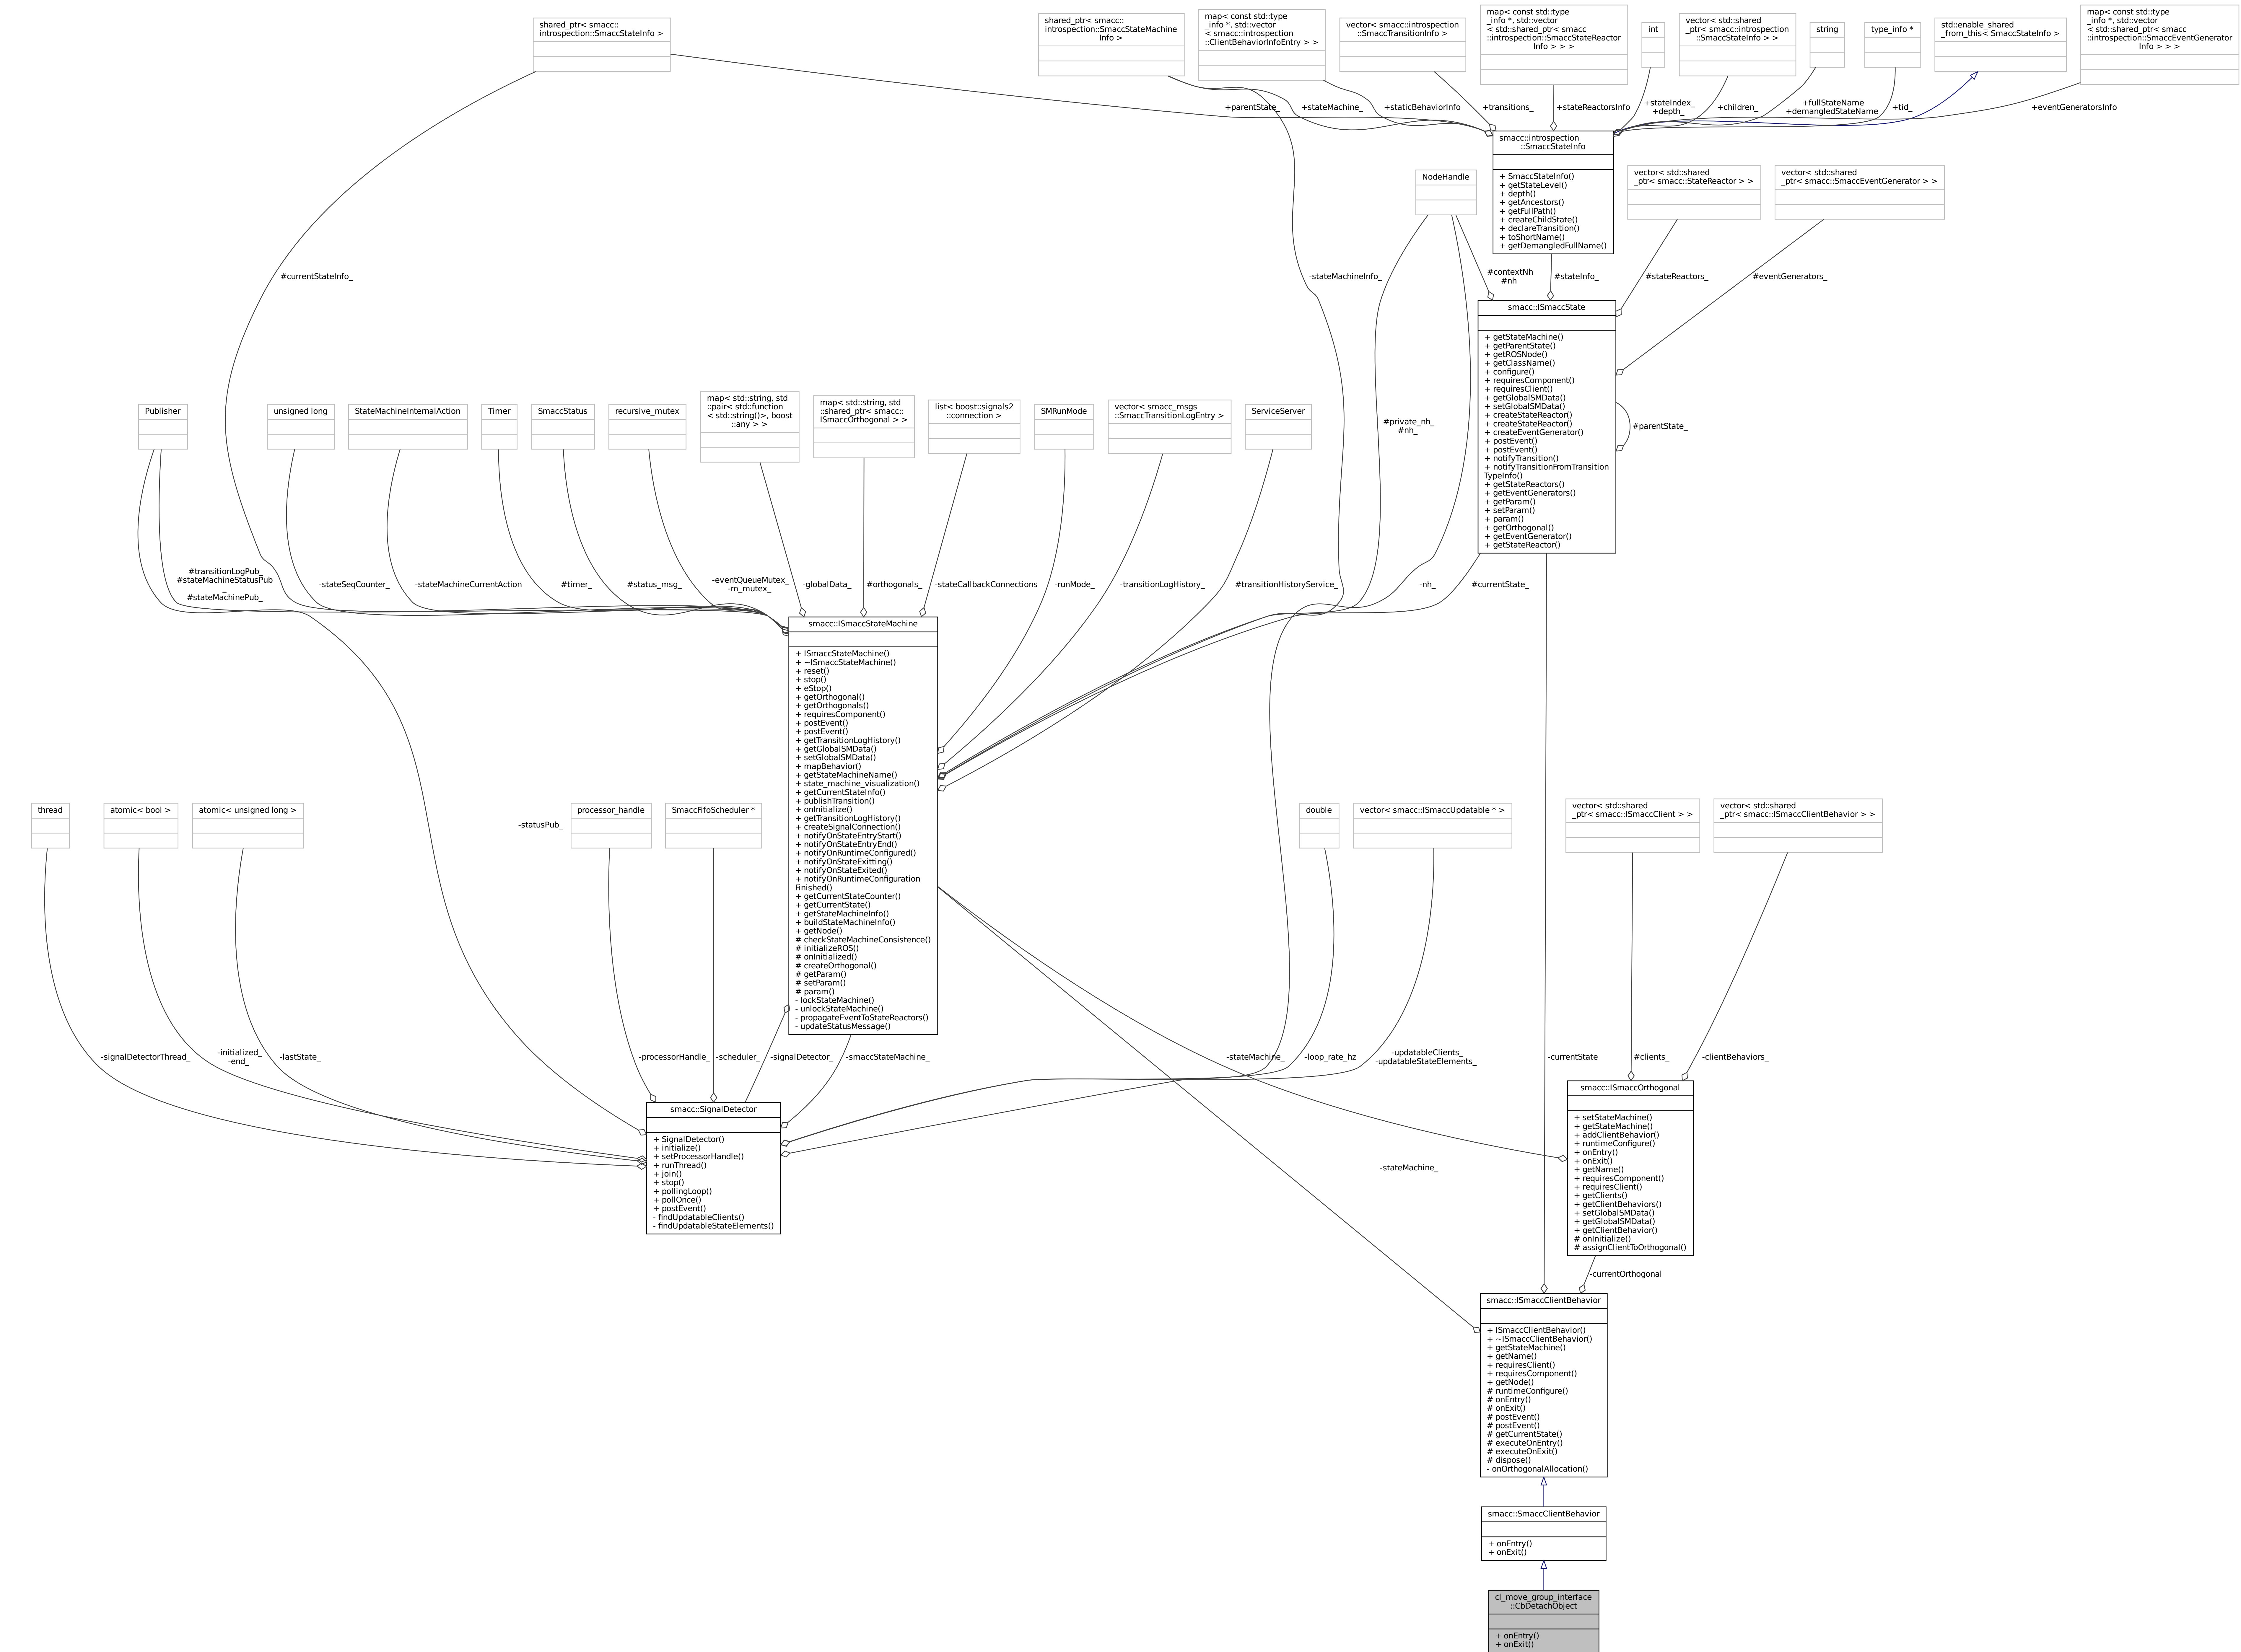 shared_ptr< smacc::
introspection::SmaccStateInfo >
shared_ptr< smacc::
introspection::SmaccStateMachine
Info >
map< const std::type
_info *, std::vector
< smacc::introspection
::ClientBehaviorInfoEntry > >
vector< smacc::introspection
::SmaccTransitionInfo >
map< const std::type
_info *, std::vector
< std::shared_ptr< smacc
::introspection::SmaccStateReactor
Info > > >
int
vector< std::shared
_ptr< smacc::introspection
::SmaccStateInfo > >
string
type_info *
std::enable_shared
_from_this< SmaccStateInfo >
map< const std::type
_info *, std::vector
< std::shared_ptr< smacc
::introspection::SmaccEventGenerator
Info > > >
+parentState_
+stateMachine_
+staticBehaviorInfo
+transitions_
+stateReactorsInfo
+stateIndex_
+depth_
+children_
+fullStateName
+demangledStateName
+tid_
+eventGeneratorsInfo
smacc::introspection
::SmaccStateInfo
+ SmaccStateInfo()
+ getStateLevel()
+ depth()
+ getAncestors()
+ getFullPath()
+ createChildState()
+ declareTransition()
+ toShortName()
+ getDemangledFullName()
NodeHandle
vector< std::shared
_ptr< smacc::StateReactor > >
vector< std::shared
_ptr< smacc::SmaccEventGenerator > >
#currentStateInfo_
-stateMachineInfo_
#contextNh
#nh
#stateInfo_
#stateReactors_
#eventGenerators_
smacc::ISmaccState
+ getStateMachine()
+ getParentState()
+ getROSNode()
+ getClassName()
+ configure()
+ requiresComponent()
+ requiresClient()
+ getGlobalSMData()
+ setGlobalSMData()
+ createStateReactor()
+ createStateReactor()
+ createEventGenerator()
+ postEvent()
+ postEvent()
+ notifyTransition()
+ notifyTransitionFromTransition
TypeInfo()
+ getStateReactors()
+ getEventGenerators()
+ getParam()
+ setParam()
+ param()
+ getOrthogonal()
+ getEventGenerator()
+ getStateReactor()
#parentState_
Publisher
unsigned long
StateMachineInternalAction
Timer
SmaccStatus
recursive_mutex
map< std::string, std
::pair< std::function
< std::string()>, boost
::any > >
map< std::string, std
::shared_ptr< smacc::
ISmaccOrthogonal > >
list< boost::signals2
::connection >
SMRunMode
vector< smacc_msgs
::SmaccTransitionLogEntry >
ServiceServer
#private_nh_
#nh_
#transitionLogPub_
#stateMachineStatusPub
_
#stateMachinePub_
-stateSeqCounter_
-stateMachineCurrentAction
#timer_
#status_msg_
-eventQueueMutex_
-m_mutex_
-globalData_
#orthogonals_
-stateCallbackConnections
-runMode_
-transitionLogHistory_
#transitionHistoryService_
-nh_
#currentState_
smacc::ISmaccStateMachine
+ ISmaccStateMachine()
+ ~ISmaccStateMachine()
+ reset()
+ stop()
+ eStop()
+ getOrthogonal()
+ getOrthogonals()
+ requiresComponent()
+ postEvent()
+ postEvent()
+ getTransitionLogHistory()
+ getGlobalSMData()
+ setGlobalSMData()
+ mapBehavior()
+ getStateMachineName()
+ state_machine_visualization()
+ getCurrentStateInfo()
+ publishTransition()
+ onInitialize()
+ getTransitionLogHistory()
+ createSignalConnection()
+ notifyOnStateEntryStart()
+ notifyOnStateEntryEnd()
+ notifyOnRuntimeConfigured()
+ notifyOnStateExitting()
+ notifyOnStateExited()
+ notifyOnRuntimeConfiguration
Finished()
+ getCurrentStateCounter()
+ getCurrentState()
+ getStateMachineInfo()
+ buildStateMachineInfo()
+ getNode()
# checkStateMachineConsistence()
# initializeROS()
# onInitialized()
# createOrthogonal()
# getParam()
# setParam()
# param()
- lockStateMachine()
- unlockStateMachine()
- propagateEventToStateReactors()
- updateStatusMessage()
thread
atomic< bool >
atomic< unsigned long >
-statusPub_
processor_handle
SmaccFifoScheduler *
double
vector< smacc::ISmaccUpdatable * >
vector< std::shared
_ptr< smacc::ISmaccClient > >
vector< std::shared
_ptr< smacc::ISmaccClientBehavior > >
-signalDetectorThread_
-initialized_
-end_
-lastState_
-processorHandle_
-scheduler_
-signalDetector_
-smaccStateMachine_
-stateMachine_
-loop_rate_hz
-updatableClients_
-updatableStateElements_
-currentState
#clients_
-clientBehaviors_
smacc::SignalDetector
+ SignalDetector()
+ initialize()
+ setProcessorHandle()
+ runThread()
+ join()
+ stop()
+ pollingLoop()
+ pollOnce()
+ postEvent()
- findUpdatableClients()
- findUpdatableStateElements()
smacc::ISmaccOrthogonal
+ setStateMachine()
+ getStateMachine()
+ addClientBehavior()
+ runtimeConfigure()
+ onEntry()
+ onExit()
+ getName()
+ requiresComponent()
+ requiresClient()
+ getClients()
+ getClientBehaviors()
+ setGlobalSMData()
+ getGlobalSMData()
+ getClientBehavior()
# onInitialize()
# assignClientToOrthogonal()
-stateMachine_
-currentOrthogonal
smacc::ISmaccClientBehavior
+ ISmaccClientBehavior()
+ ~ISmaccClientBehavior()
+ getStateMachine()
+ getName()
+ requiresClient()
+ requiresComponent()
+ getNode()
# runtimeConfigure()
# onEntry()
# onExit()
# postEvent()
# postEvent()
# getCurrentState()
# executeOnEntry()
# executeOnExit()
# dispose()
- onOrthogonalAllocation()
smacc::SmaccClientBehavior
+ onEntry()
+ onExit()
cl_move_group_interface
::CbDetachObject
+ onEntry()
+ onExit()